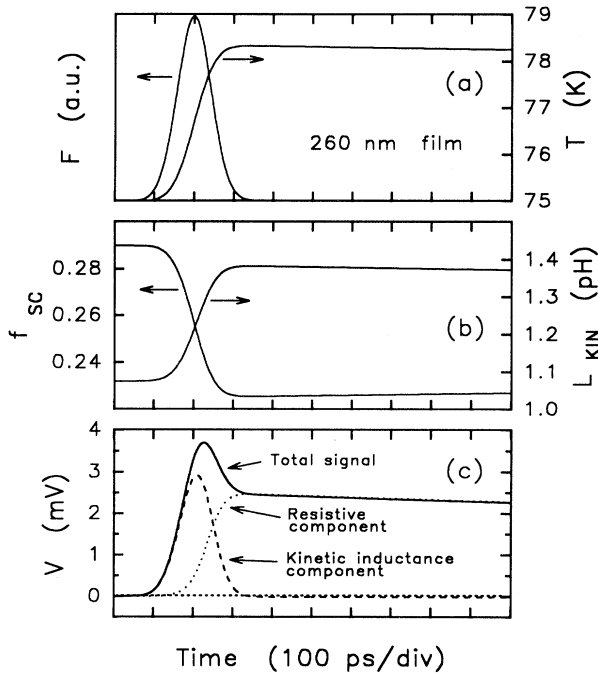 79
78
77
76
75
F (a.u.)
T (K)
(a)
260 nm film
0.28
0.26
0.24
f SC
1.4
1.3
1.2
1.1
1.0
L KIN (pH)
(b)
4
3
2
1
0
V (mV)
(c)
Total signal
Resistive
component
Kinetic inductance
component
Time (100 ps/div)